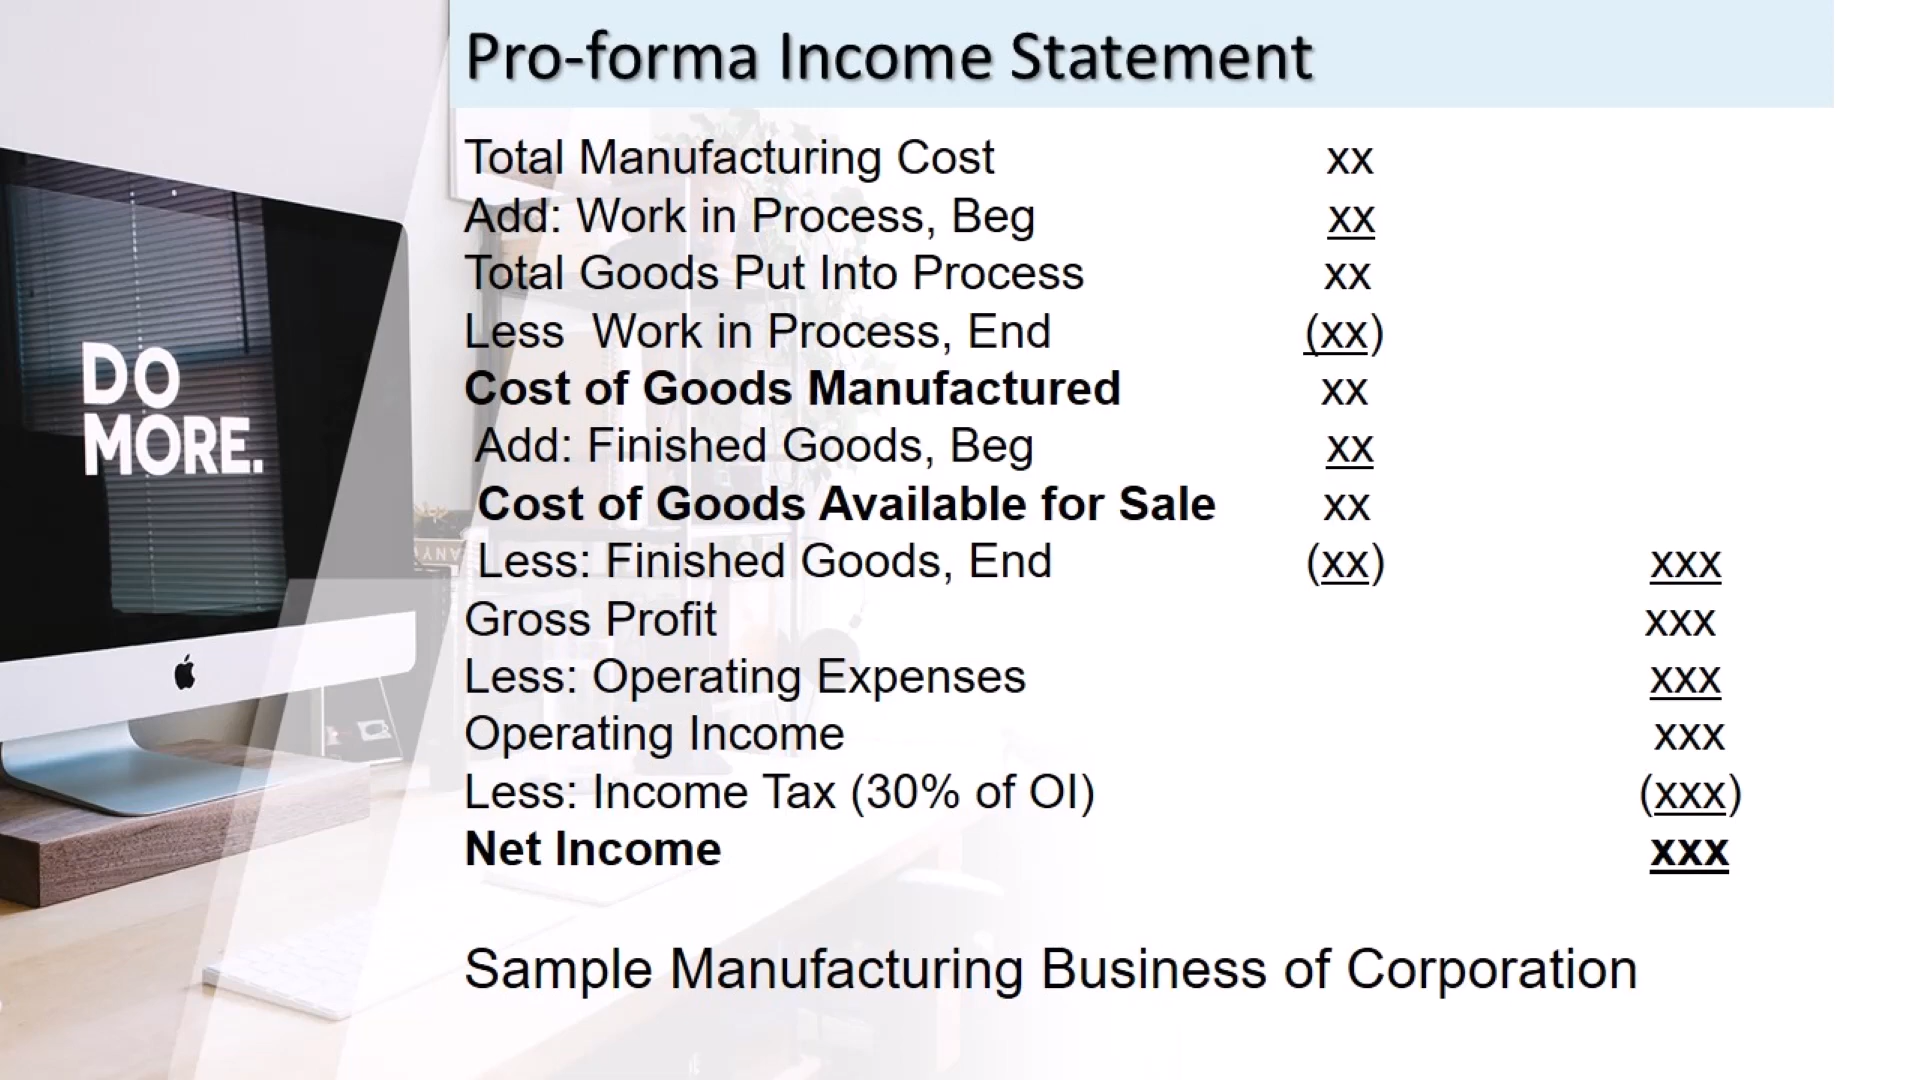 Pro-forma Income Statement
Total Manufacturing Cost xx
Add: Work in Process, Beg xx
Total Goods Put Into Process xx
Less Work in Process, End (xx)
Cost of Goods Manufactured xx
Add: Finished Goods, Beg xx
Cost of Goods Available for Sale xx
Less: Finished Goods, End (xx) xxx
Gross Profit xxx
Less: Operating Expenses xxx
Operating Income xxx
Less: Income Tax (30% of OI) (xxx)
Net Income xxx
Sample Manufacturing Business of Corporation
DO
MORE.